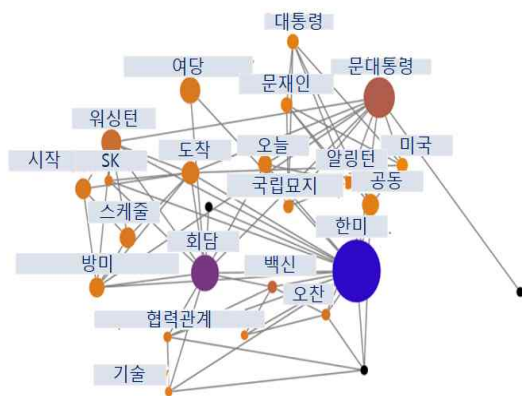 대통령
여당
문재인
문대통령
워싱턴
시작
SK
도착
오늘
알링턴
미국
국립묘지
공동
스케줄
한미
방미
회담
백신
오찬
협력관계
기술